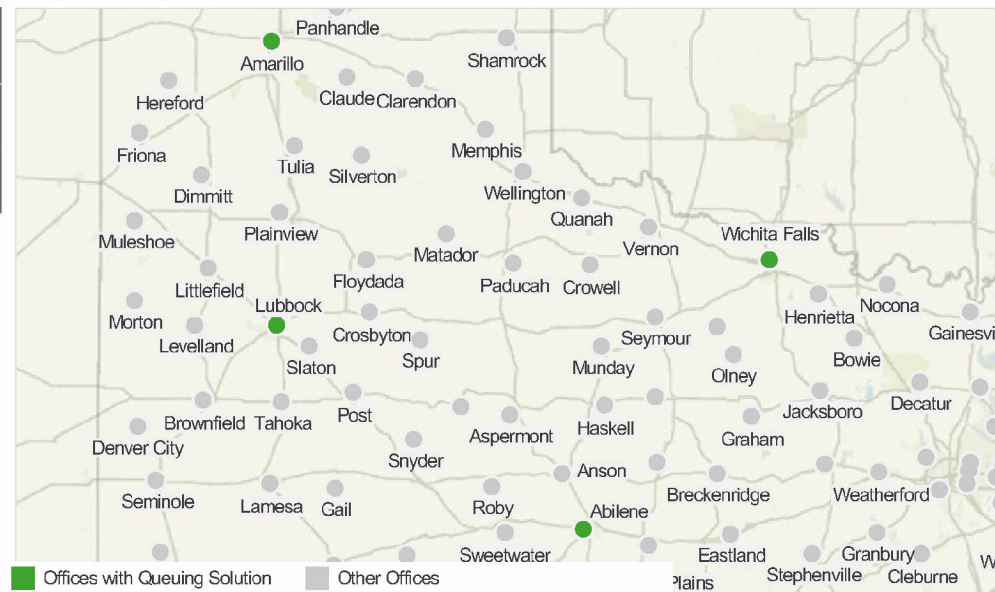 Panhandle
Amarillo
Shamrock
Hereford
Claude
Clarendon
Friona
Memphis
Tulia
Silverton
Dimmitt
Wellington
Quanah
Muleshoe
Plainview
Matador
Vernon
Wichita Falls
Floydada
Paducah
Crowell
Littlefield
Lubbock
Nocona
Morton
Henrietta
Levelland
Crosbyton
Seymour
Gainesvi
Spur
Slaton
Munday
Bowie
Olney
Brownfield
Tahoka
Post
Jacksboro
Decatur
Denver City
Aspermont
Haskell
Graham
Snyder
Anson
Seminole
Lamesa
Gail
Roby
Abilene
Breckenridge
Weatherford
Sweetwater
Eastland
Granbury
W
Stephenville
Cleburne
Plains
Offices with Queuing Solution
Other Offices